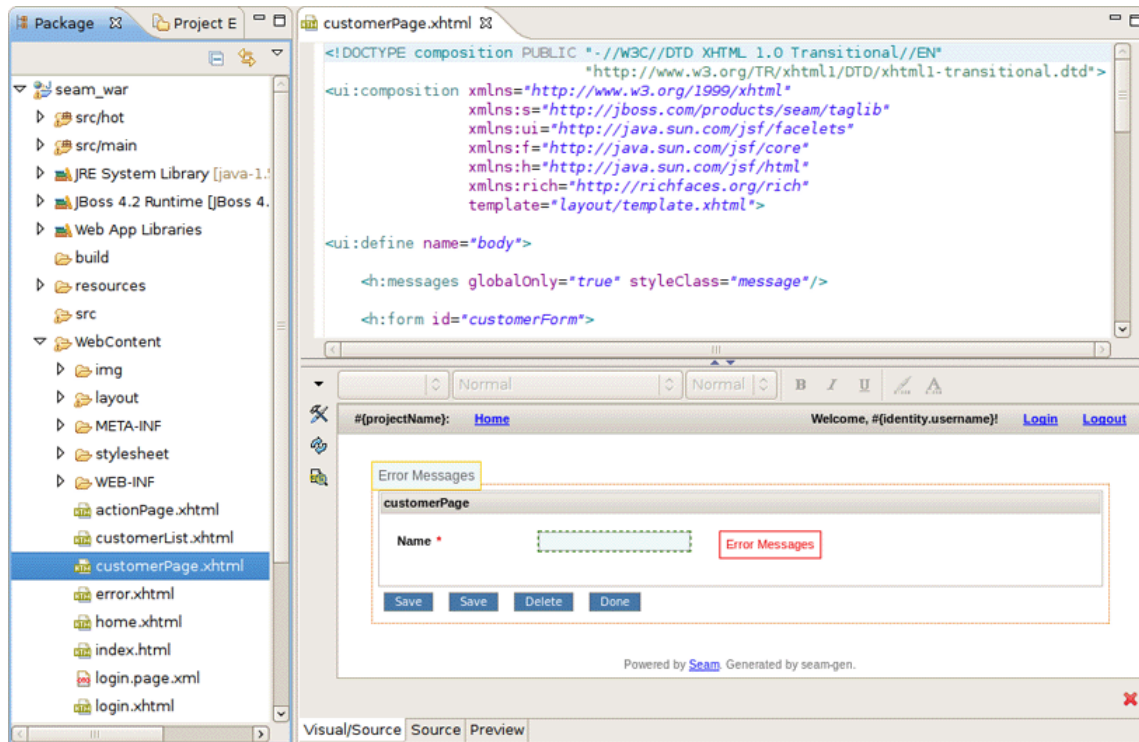 Package
Project E
seam_war
src/hot
src/main
JRE System Library [java-1.5
JBoss 4.2 Runtime [JBoss 4.
Web App Libraries
build
resources
src
WebContent
img
layout
META-INF
stylesheet
WEB-INF
actionPage.xhtml
customerList.xhtml
customerPage.xhtml
error.xhtml
home.xhtml
index.html
login.page.xml
login.xhtml
customerPage.xhtml
<!DOCTYPE composition PUBLIC "-//W3C//DTD XHTML 1.0 Transitional//EN"
"http://www.w3.org/TR/xhtml1/DTD/xhtml1-transitional.dtd">
<ui:composition xmlns="http://www.w3.org/1999/xhtml"
xmlns:s="http://jboss.com/products/seam/taglib"
xmlns:ui="http://java.sun.com/jsf/facelets"
xmlns:f="http://java.sun.com/jsf/core"
xmlns:h="http://java.sun.com/jsf/html"
xmlns:rich="http://richfaces.org/rich"
template="layout/template.xhtml">
<ui:define name="body">
<h:messages globalOnly="true" styleClass="message"/>
<h:form id="customerForm">
Normal Normal B I U A
#{projectName}: Home Welcome, #{identity.username}! Login Logout
Error Messages
customerPage
Name * Error Messages
Save Save Delete Done
Powered by Seam. Generated by seam-gen.
Visual/Source Source Preview